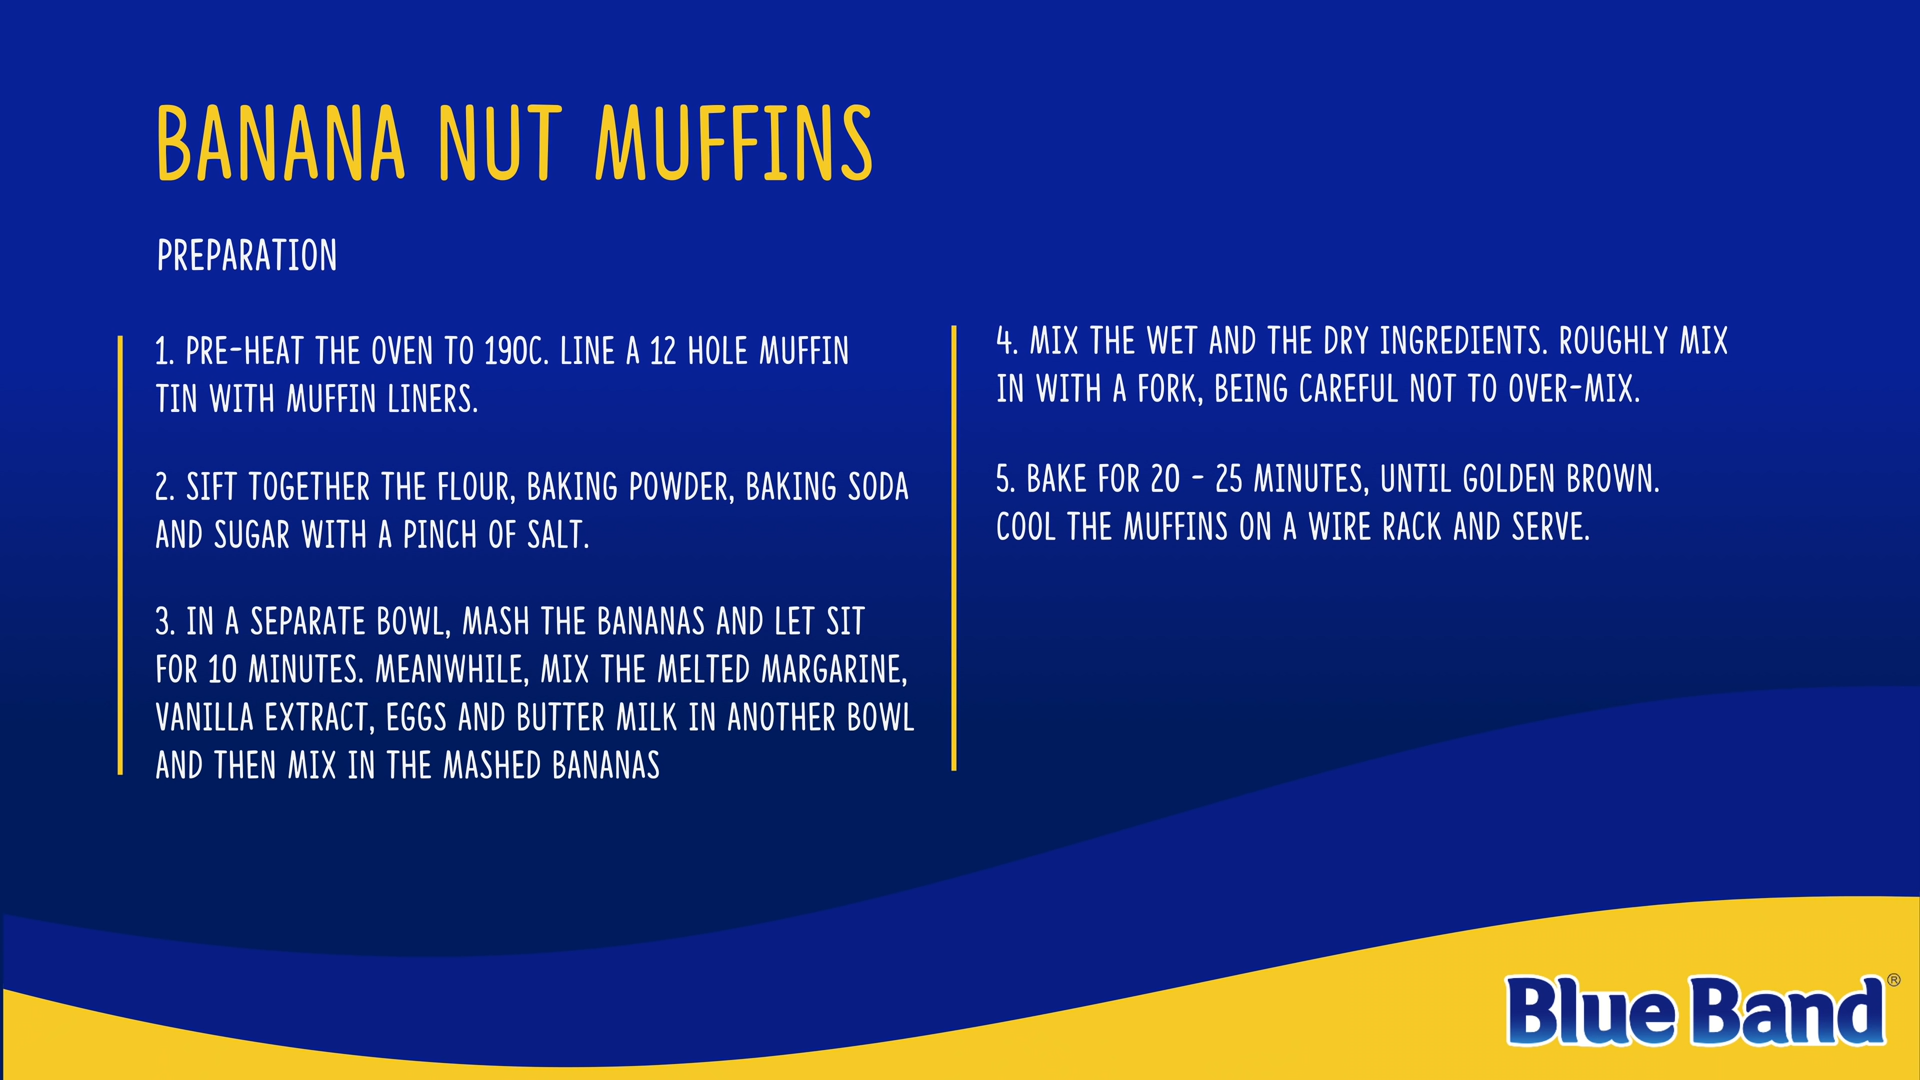 BANANA NUT MUFFINS
PREPARATION
1. PRE-HEAT THE OVEN TO 190C. LINE A 12 HOLE MUFFIN
TIN WITH MUFFIN LINERS.
2. SIFT TOGETHER THE FLOUR, BAKING POWDER, BAKING SODA
AND SUGAR WITH A PINCH OF SALT.
3. IN A SEPARATE BOWL, MASH THE BANANAS AND LET SIT
FOR 10 MINUTES. MEANWHILE, MIX THE MELTED MARGARINE,
VANILLA EXTRACT, EGGS AND BUTTER MILK IN ANOTHER BOWL
AND THEN MIX IN THE MASHED BANANAS
4. MIX THE WET AND THE DRY INGREDIENTS. ROUGHLY MIX
IN WITH A FORK, BEING CAREFUL NOT TO OVER-MIX.
5. BAKE FOR 20 - 25 MINUTES, UNTIL GOLDEN BROWN.
COOL THE MUFFINS ON A WIRE RACK AND SERVE.
Blue Band®